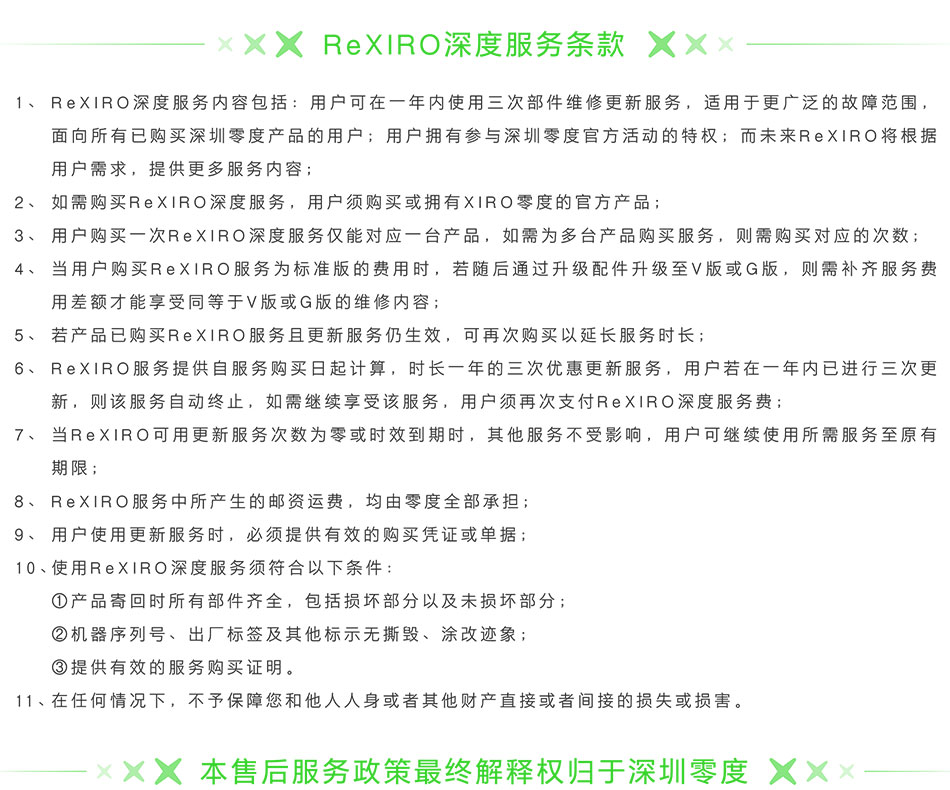 ReXIRO深度服务条款
1、 ReXIRO深度服务内容包括：用户可在一年内使用三次部件维修更新服务，适用于更广泛的故障范围，
面向所有已购买深圳零度产品的用户；用户拥有参与深圳零度官方活动的特权；而未来ReXIRO将根据
用户需求，提供更多服务内容；
2、 如需购买ReXIRO深度服务，用户须购买或拥有XIRO零度的官方产品；
3、 用户购买一次ReXIRO深度服务仅能对应一台产品，如需为多台产品购买服务，则需购买对应的次数；
4、 当用户购买ReXIRO服务为标准版的费用时，若随后通过升级配件升级至V版或G版，则需补齐服务费
用差额才能享受同等于V版或G版的维修内容；
5、 若产品已购买ReXIRO服务且更新服务仍生效，可再次购买以延长服务时长；
6、 ReXIRO服务提供自服务购买日起计算，时长一年的三次优惠更新服务，用户若在一年内已进行三次更
新，则该服务自动终止，如需继续享受该服务，用户须再次支付ReXIRO深度服务费；
7、 当ReXIRO可用更新服务次数为零或时效到期时，其他服务不受影响，用户可继续使用所需服务至原有
期限；
8、 ReXIRO服务中所产生的邮资运费，均由零度全部承担；
9、 用户使用更新服务时，必须提供有效的购买凭证或单据；
10、使用ReXIRO深度服务须符合以下条件：
①产品寄回时所有部件齐全，包括损坏部分以及未损坏部分；
②机器序列号、出厂标签及其他标示无撕毁、涂改迹象；
③提供有效的服务购买证明。
11、在任何情况下，不予保障您和他人人身或者其他财产直接或者间接的损失或损害。
本售后服务政策最终解释权归于深圳零度